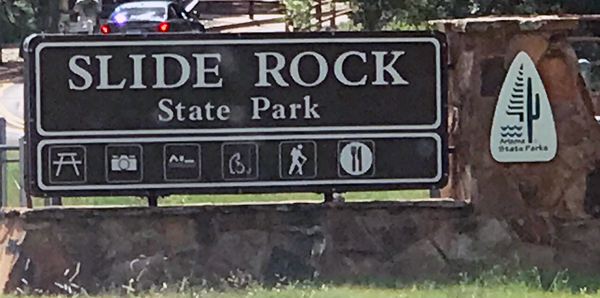 SLIDE ROCK
State Park
Arizona
State Parks